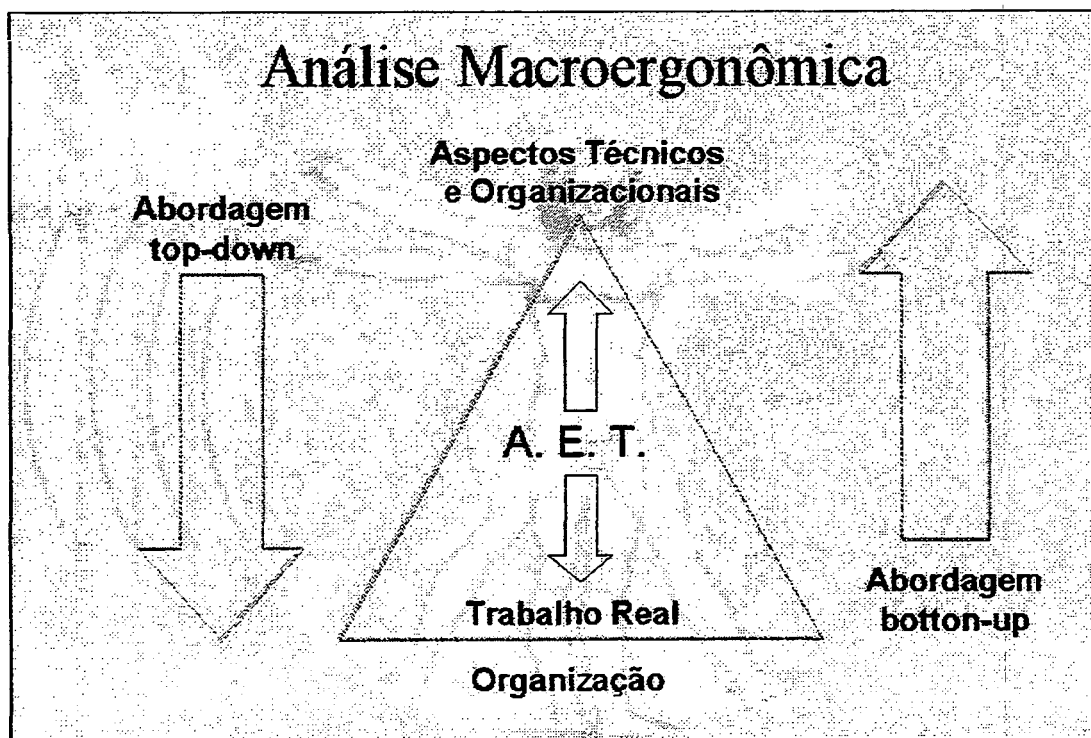 Análise Macroergonômica
Aspectos Técnicos
e Organizacionais
Abordagem
top-down
A. E. T.
Trabalho Real
Organização
Abordagem
botton-up